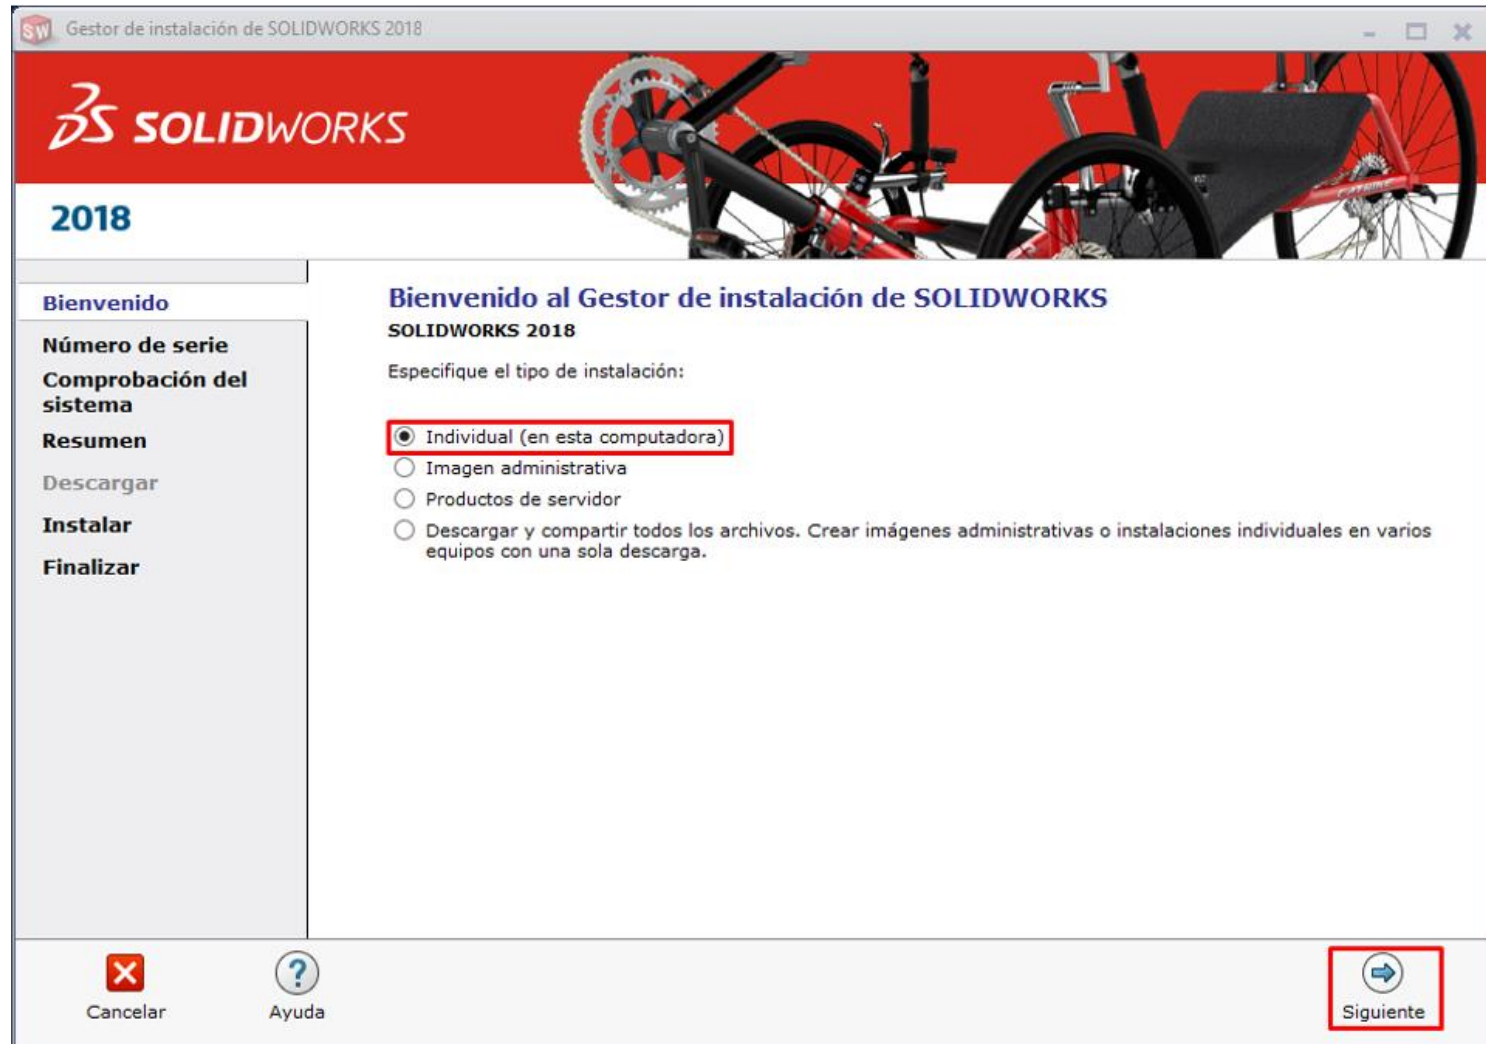 SW Gestor de instalación de SOLIDWORKS 2018
3S SOLIDWORKS
2018
Bienvenido
Número de serie
Comprobación del
sistema
Resumen
Descargar
Instalar
Finalizar
Bienvenido al Gestor de instalación de SOLIDWORKS
SOLIDWORKS 2018
Especifique el tipo de instalación:
Individual (en esta computadora)
Imagen administrativa
Productos de servidor
Descargar y compartir todos los archivos. Crear imágenes administrativas o instalaciones individuales en varios
equipos con una sola descarga.
Cancelar
Ayuda
Siguiente